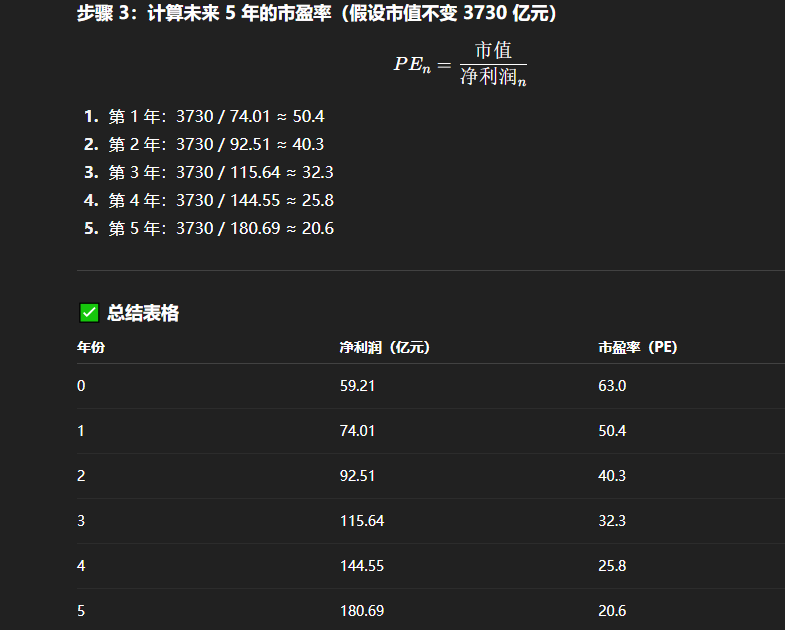 步骤 3：计算未来 5 年的市盈率（假设市值不变 3730 亿元）
PEₙ = 市值 / 净利润ₙ
1. 第 1 年：3730 / 74.01 ≈ 50.4
2. 第 2 年：3730 / 92.51 ≈ 40.3
3. 第 3 年：3730 / 115.64 ≈ 32.3
4. 第 4 年：3730 / 144.55 ≈ 25.8
5. 第 5 年：3730 / 180.69 ≈ 20.6
✅ 总结表格
年份 净利润（亿元） 市盈率（PE）
0 59.21 63.0
1 74.01 50.4
2 92.51 40.3
3 115.64 32.3
4 144.55 25.8
5 180.69 20.6